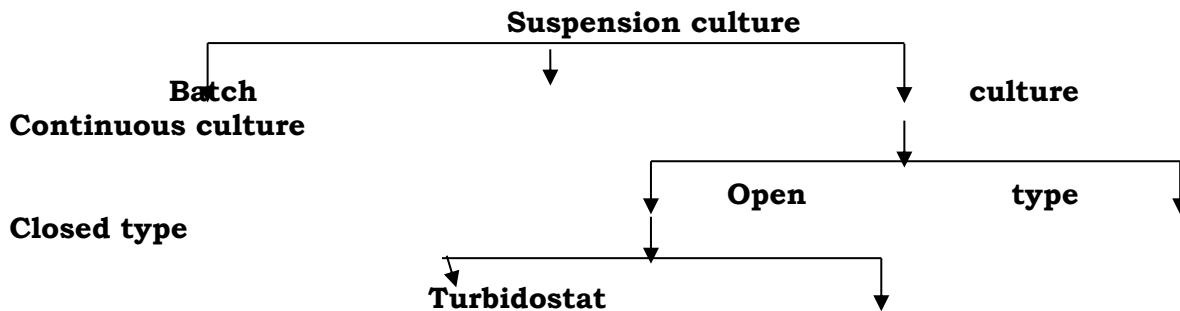 Suspension culture
Batch culture
Continuous culture
Open type
Closed type
Turbidostat